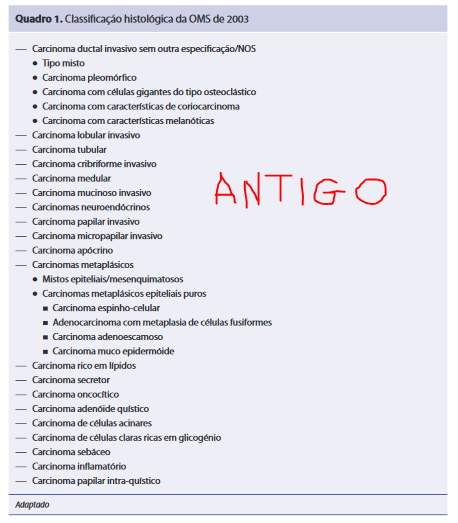 Quadro 1. Classificação histológica da OMS de 2003
— Carcinoma ductal invasivo sem outra especificação/NOS
● Tipo misto
● Carcinoma pleomórfico
● Carcinoma com células gigantes do tipo osteoclástico
● Carcinoma com características de coriocarcinoma
● Carcinoma com características melanóticas
— Carcinoma lobular invasivo
— Carcinoma tubular
— Carcinoma cribriforme invasivo
— Carcinoma medular
— Carcinoma mucinoso invasivo
ANTIGO
— Carcinomas neuroendócrinos
— Carcinoma papilar invasivo
— Carcinoma micropapilar invasivo
— Carcinoma apócrino
— Carcinomas metaplásicos
● Mistos epiteliais/mesenquimatosos
● Carcinomas metaplásicos epiteliais puros
■ Carcinoma espinho-celular
■ Adenocarcinoma com metaplasia de células fusiformes
■ Carcinoma adenoescamoso
■ Carcinoma muco epidermóide
— Carcinoma rico em lípidos
— Carcinoma secretor
— Carcinoma oncocítico
— Carcinoma adenóide quístico
— Carcinoma de células acinares
— Carcinoma de células claras ricas em glicogénio
— Carcinoma sebáceo
— Carcinoma inflamatório
— Carcinoma papilar intra-quístico
Adaptado